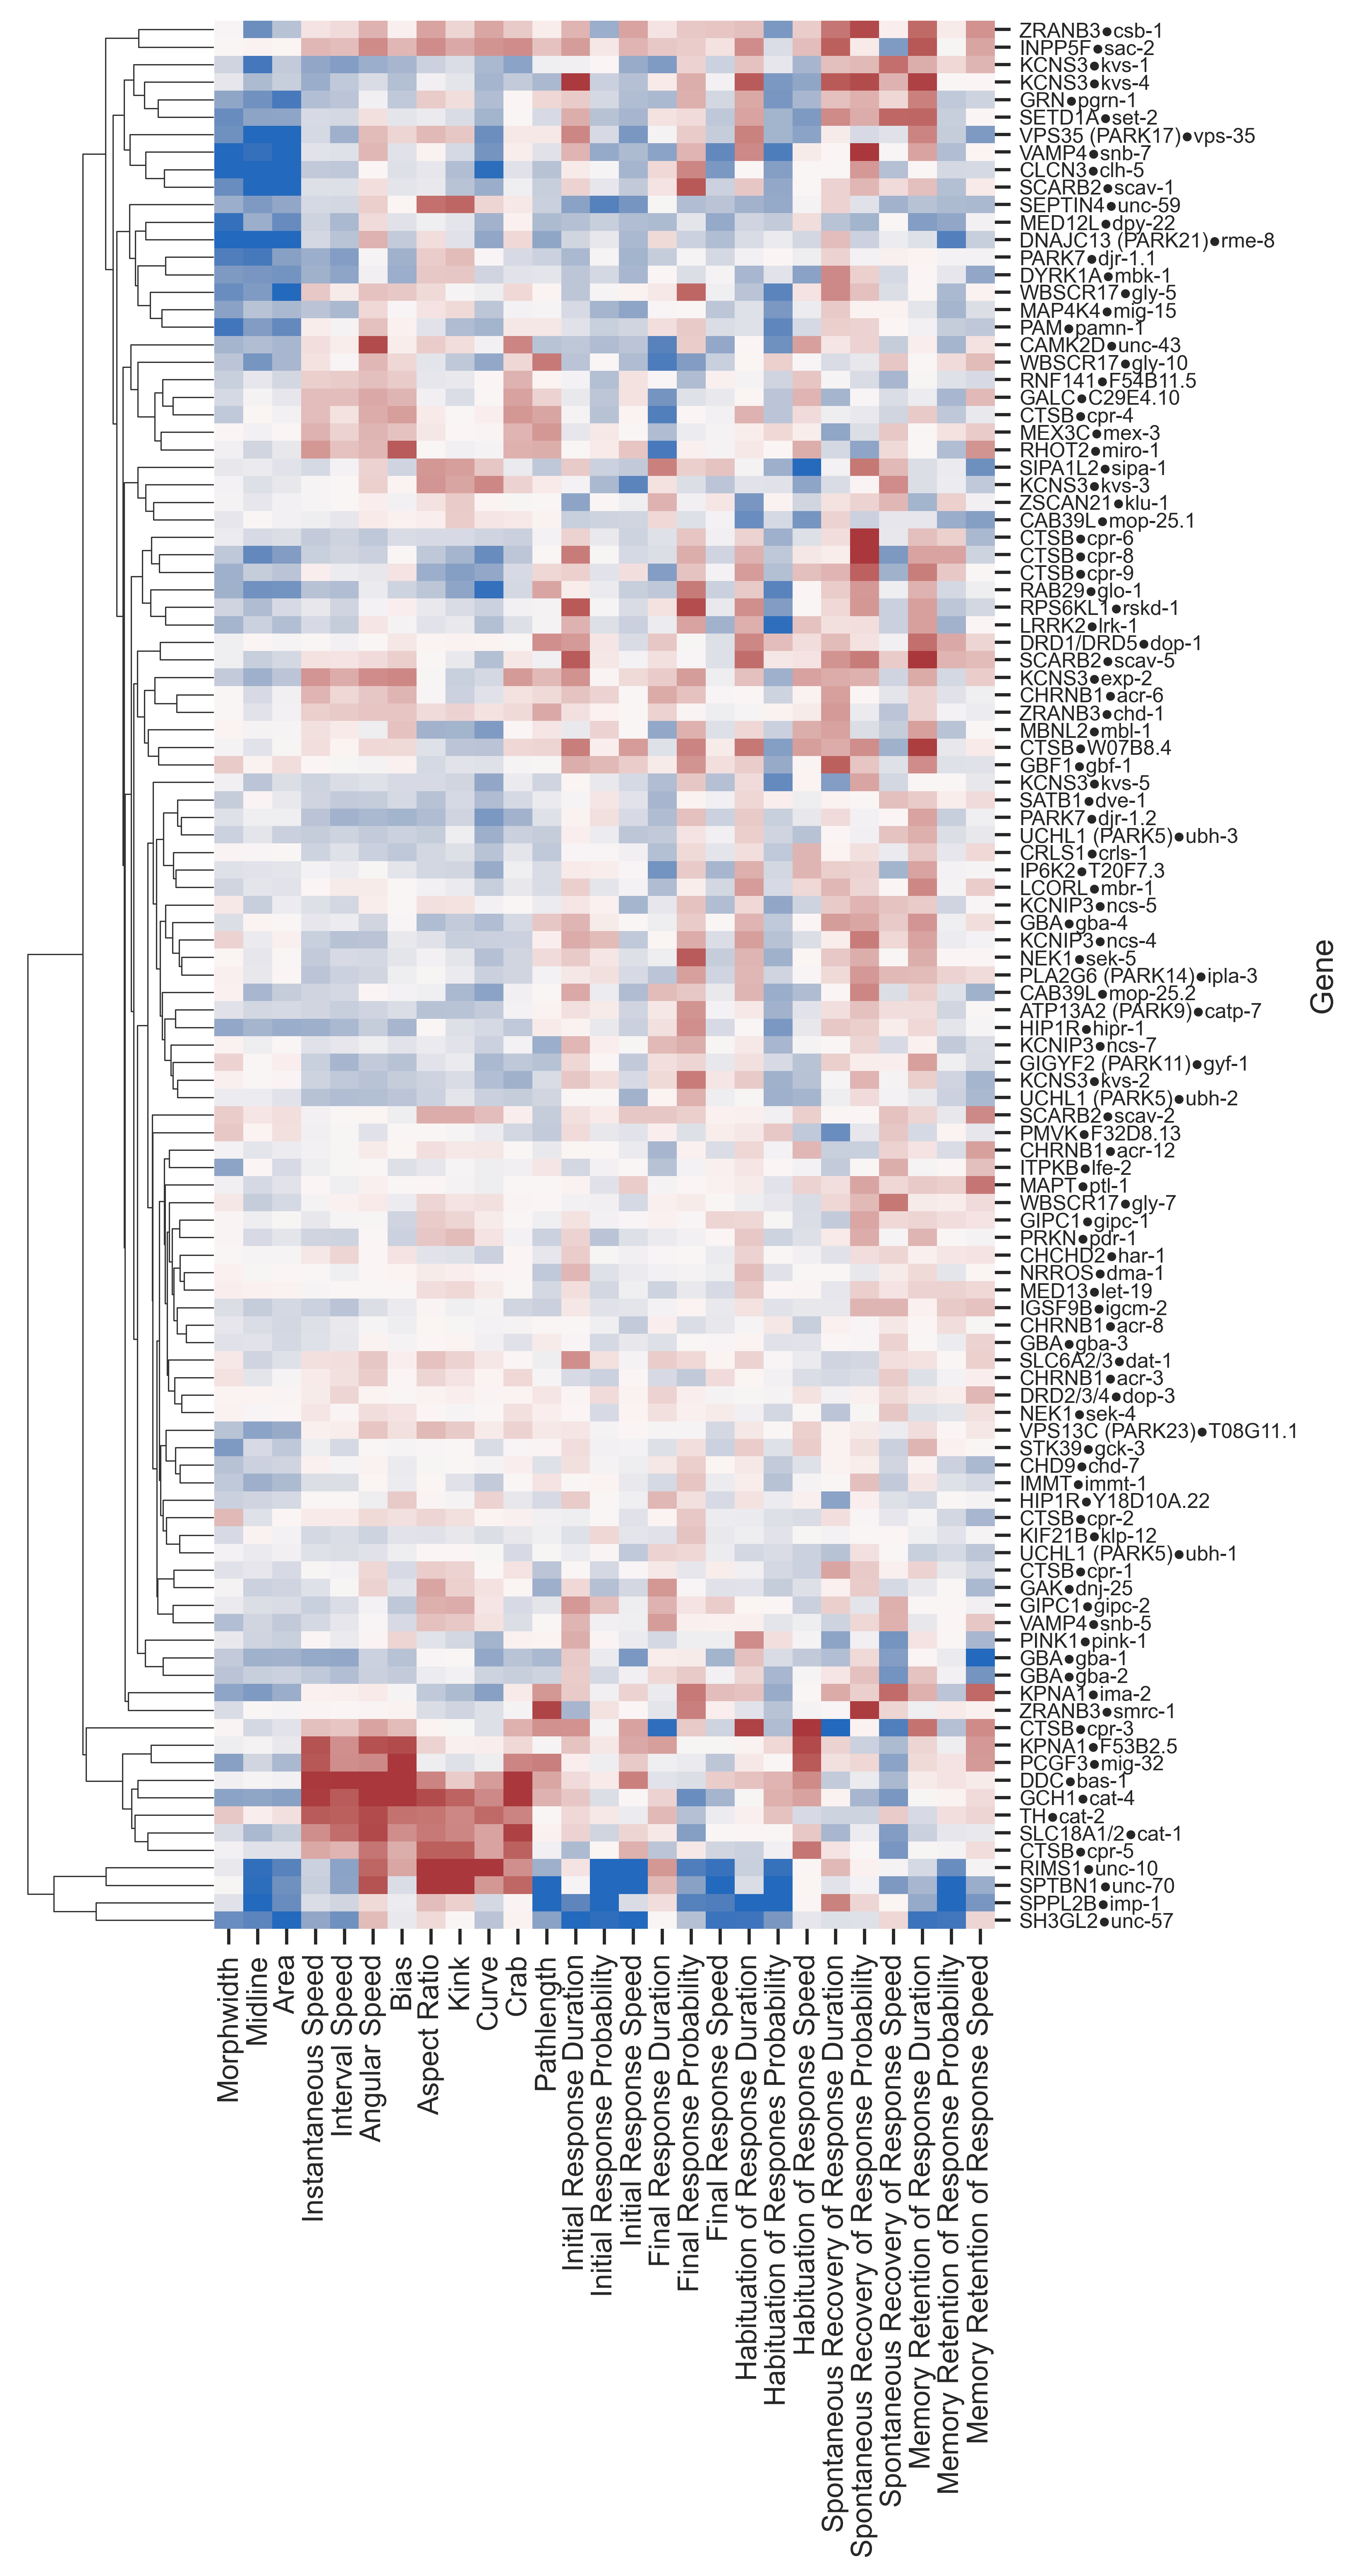 ZRANB3●csb-1
INPP5F●sac-2
KCNS3●kvs-1
KCNS3●kvs-4
GRN●pgrn-1
SETD1A●set-2
VPS35 (PARK17)●vps-35
VAMP4●snb-7
CLCN3●clh-5
SCARB2●scav-1
SEPTIN4●unc-59
MED12L●dpy-22
DNAJC13 (PARK21)●rme-8
PARK7●djr-1.1
DYRK1A●mbk-1
WBSCR17●gly-5
MAP4K4●mig-15
PAM●pamn-1
CAMK2D●unc-43
WBSCR17●gly-10
RNF141●F54B11.5
GALC●C29E4.10
CTSB●cpr-4
MEX3C●mex-3
RHOT2●miro-1
SIPA1L2●sipa-1
KCNS3●kvs-3
ZSCAN21●klu-1
CAB39L●mop-25.1
CTSB●cpr-6
CTSB●cpr-8
CTSB●cpr-9
RAB29●glo-1
RPS6KL1●rskd-1
LRRK2●lrk-1
DRD1/DRD5●dop-1
SCARB2●scav-5
KCNS3●exp-2
CHRNB1●acr-6
ZRANB3●chd-1
MBNL2●mbl-1
CTSB●W07B8.4
GBF1●gbf-1
KCNS3●kvs-5
SATB1●dve-1
PARK7●djr-1.2
UCHL1 (PARK5)●ubh-3
CRLS1●crls-1
IP6K2●T20F7.3
LCORL●mbr-1
KCNIP3●ncs-5
GBA●gba-4
KCNIP3●ncs-4
NEK1●sek-5
PLA2G6 (PARK14)●ipla-3
CAB39L●mop-25.2
ATP13A2 (PARK9)●catp-7
HIP1R●hipr-1
KCNIP3●ncs-7
GIGYF2 (PARK11)●gyf-1
KCNS3●kvs-2
UCHL1 (PARK5)●ubh-2
SCARB2●scav-2
PMVK●F32D8.13
CHRNB1●acr-12
ITPKB●lfe-2
MAPT●ptl-1
WBSCR17●gly-7
GIPC1●gipc-1
PRKN●pdr-1
CHCHD2●har-1
NRROS●dma-1
MED13●let-19
IGSF9B●igcm-2
CHRNB1●acr-8
GBA●gba-3
SLC6A2/3●dat-1
CHRNB1●acr-3
DRD2/3/4●dop-3
NEK1●sek-4
VPS13C (PARK23)●T08G11.1
STK39●gck-3
CHD9●chd-7
IMMT●immt-1
HIP1R●Y18D10A.22
CTSB●cpr-2
KIF21B●klp-12
UCHL1 (PARK5)●ubh-1
CTSB●cpr-1
GAK●dnj-25
GIPC1●gipc-2
VAMP4●snb-5
PINK1●pink-1
GBA●gba-1
GBA●gba-2
KPNA1●ima-2
ZRANB3●smrc-1
CTSB●cpr-3
KPNA1●F53B2.5
PCGF3●mig-32
DDC●bas-1
GCH1●cat-4
TH●cat-2
SLC18A1/2●cat-1
CTSB●cpr-5
RIMS1●unc-10
SPTBN1●unc-70
SPPL2B●imp-1
SH3GL2●unc-57
Gene
Morphwidth
Midline
Area
Instantaneous Speed
Interval Speed
Angular Speed
Bias
Aspect Ratio
Kink
Curve
Crab
Pathlength
Initial Response Duration
Initial Response Probability
Initial Response Speed
Final Response Duration
Final Response Probability
Final Response Speed
Habituation of Response Duration
Habituation of Respones Probability
Habituation of Response Speed
Spontaneous Recovery of Response Duration
Spontaneous Recovery of Response Probability
Spontaneous Recovery of Response Speed
Memory Retention of Response Duration
Memory Retention of Response Probability
Memory Retention of Response Speed